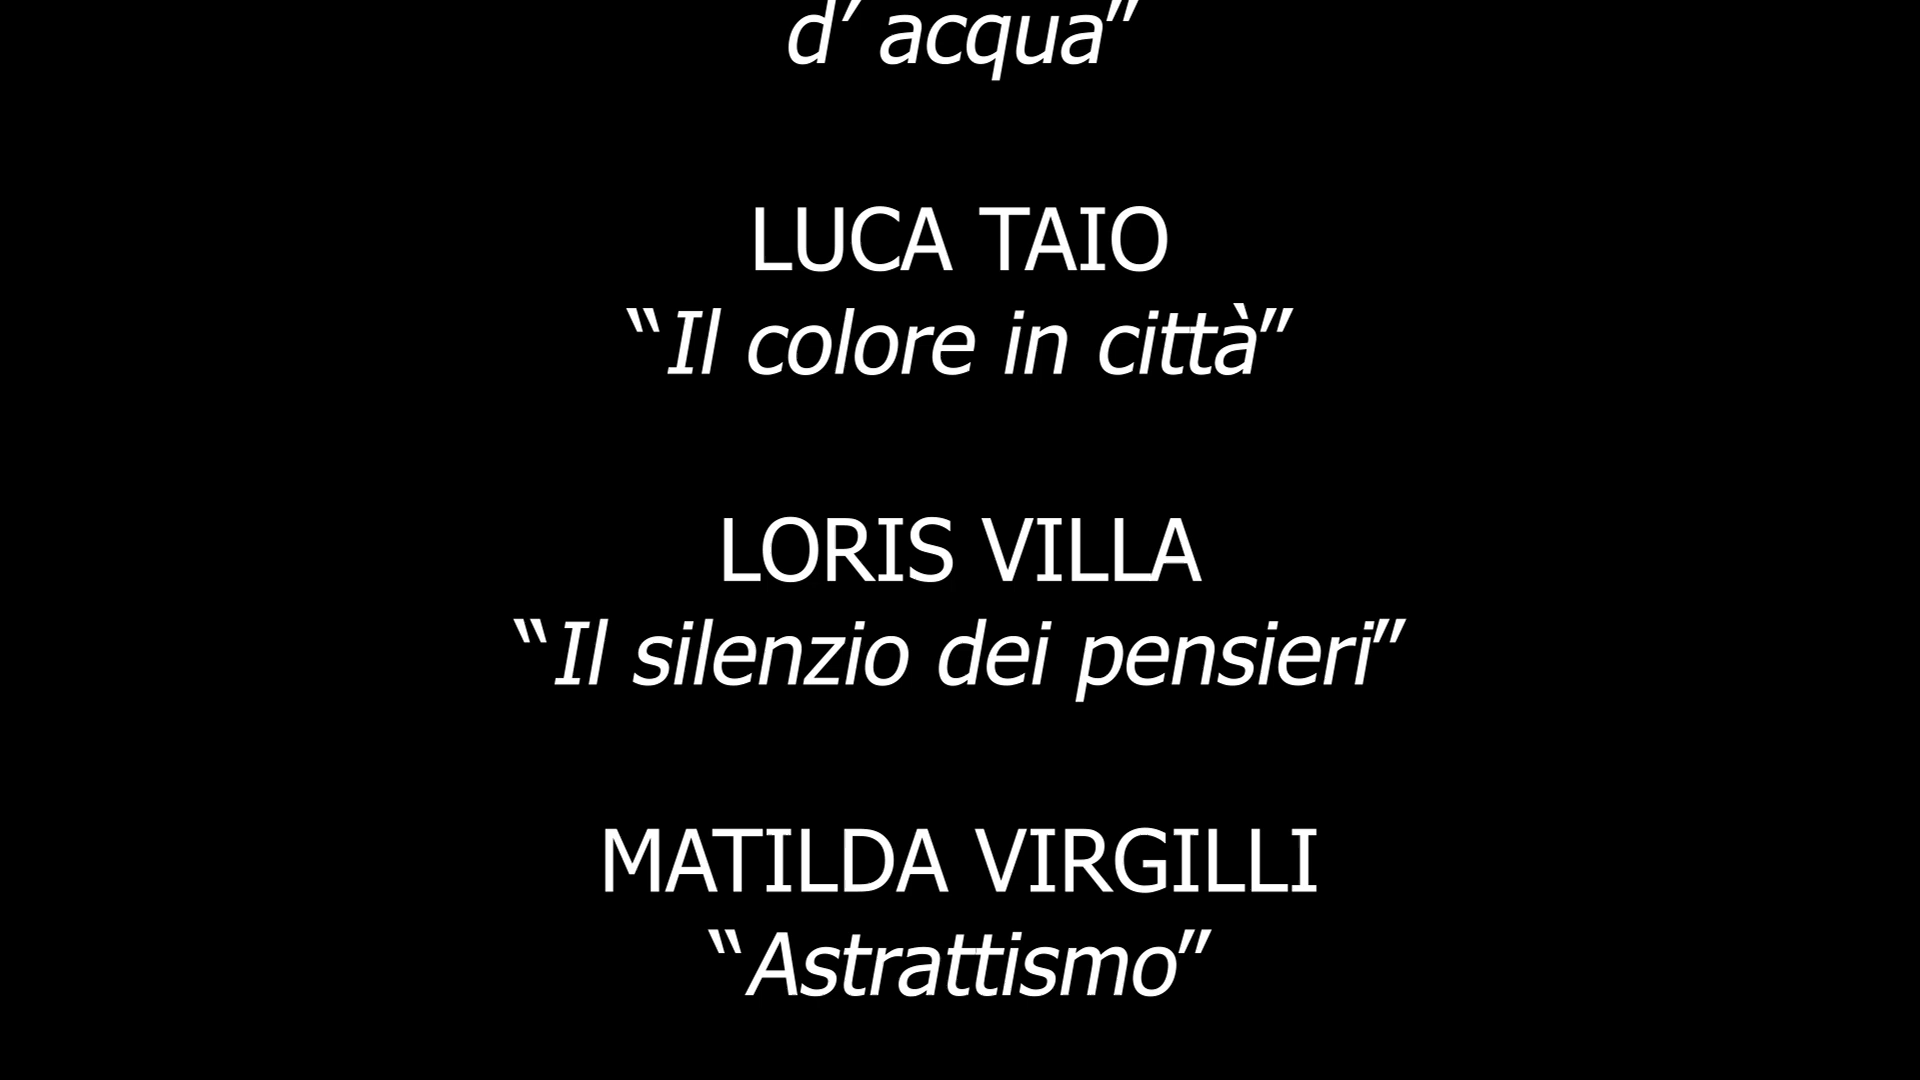 d’ acqua”
LUCA TAIO
“Il colore in città”
LORIS VILLA
“Il silenzio dei pensieri”
MATILDA VIRGILLI
“Astrattismo”